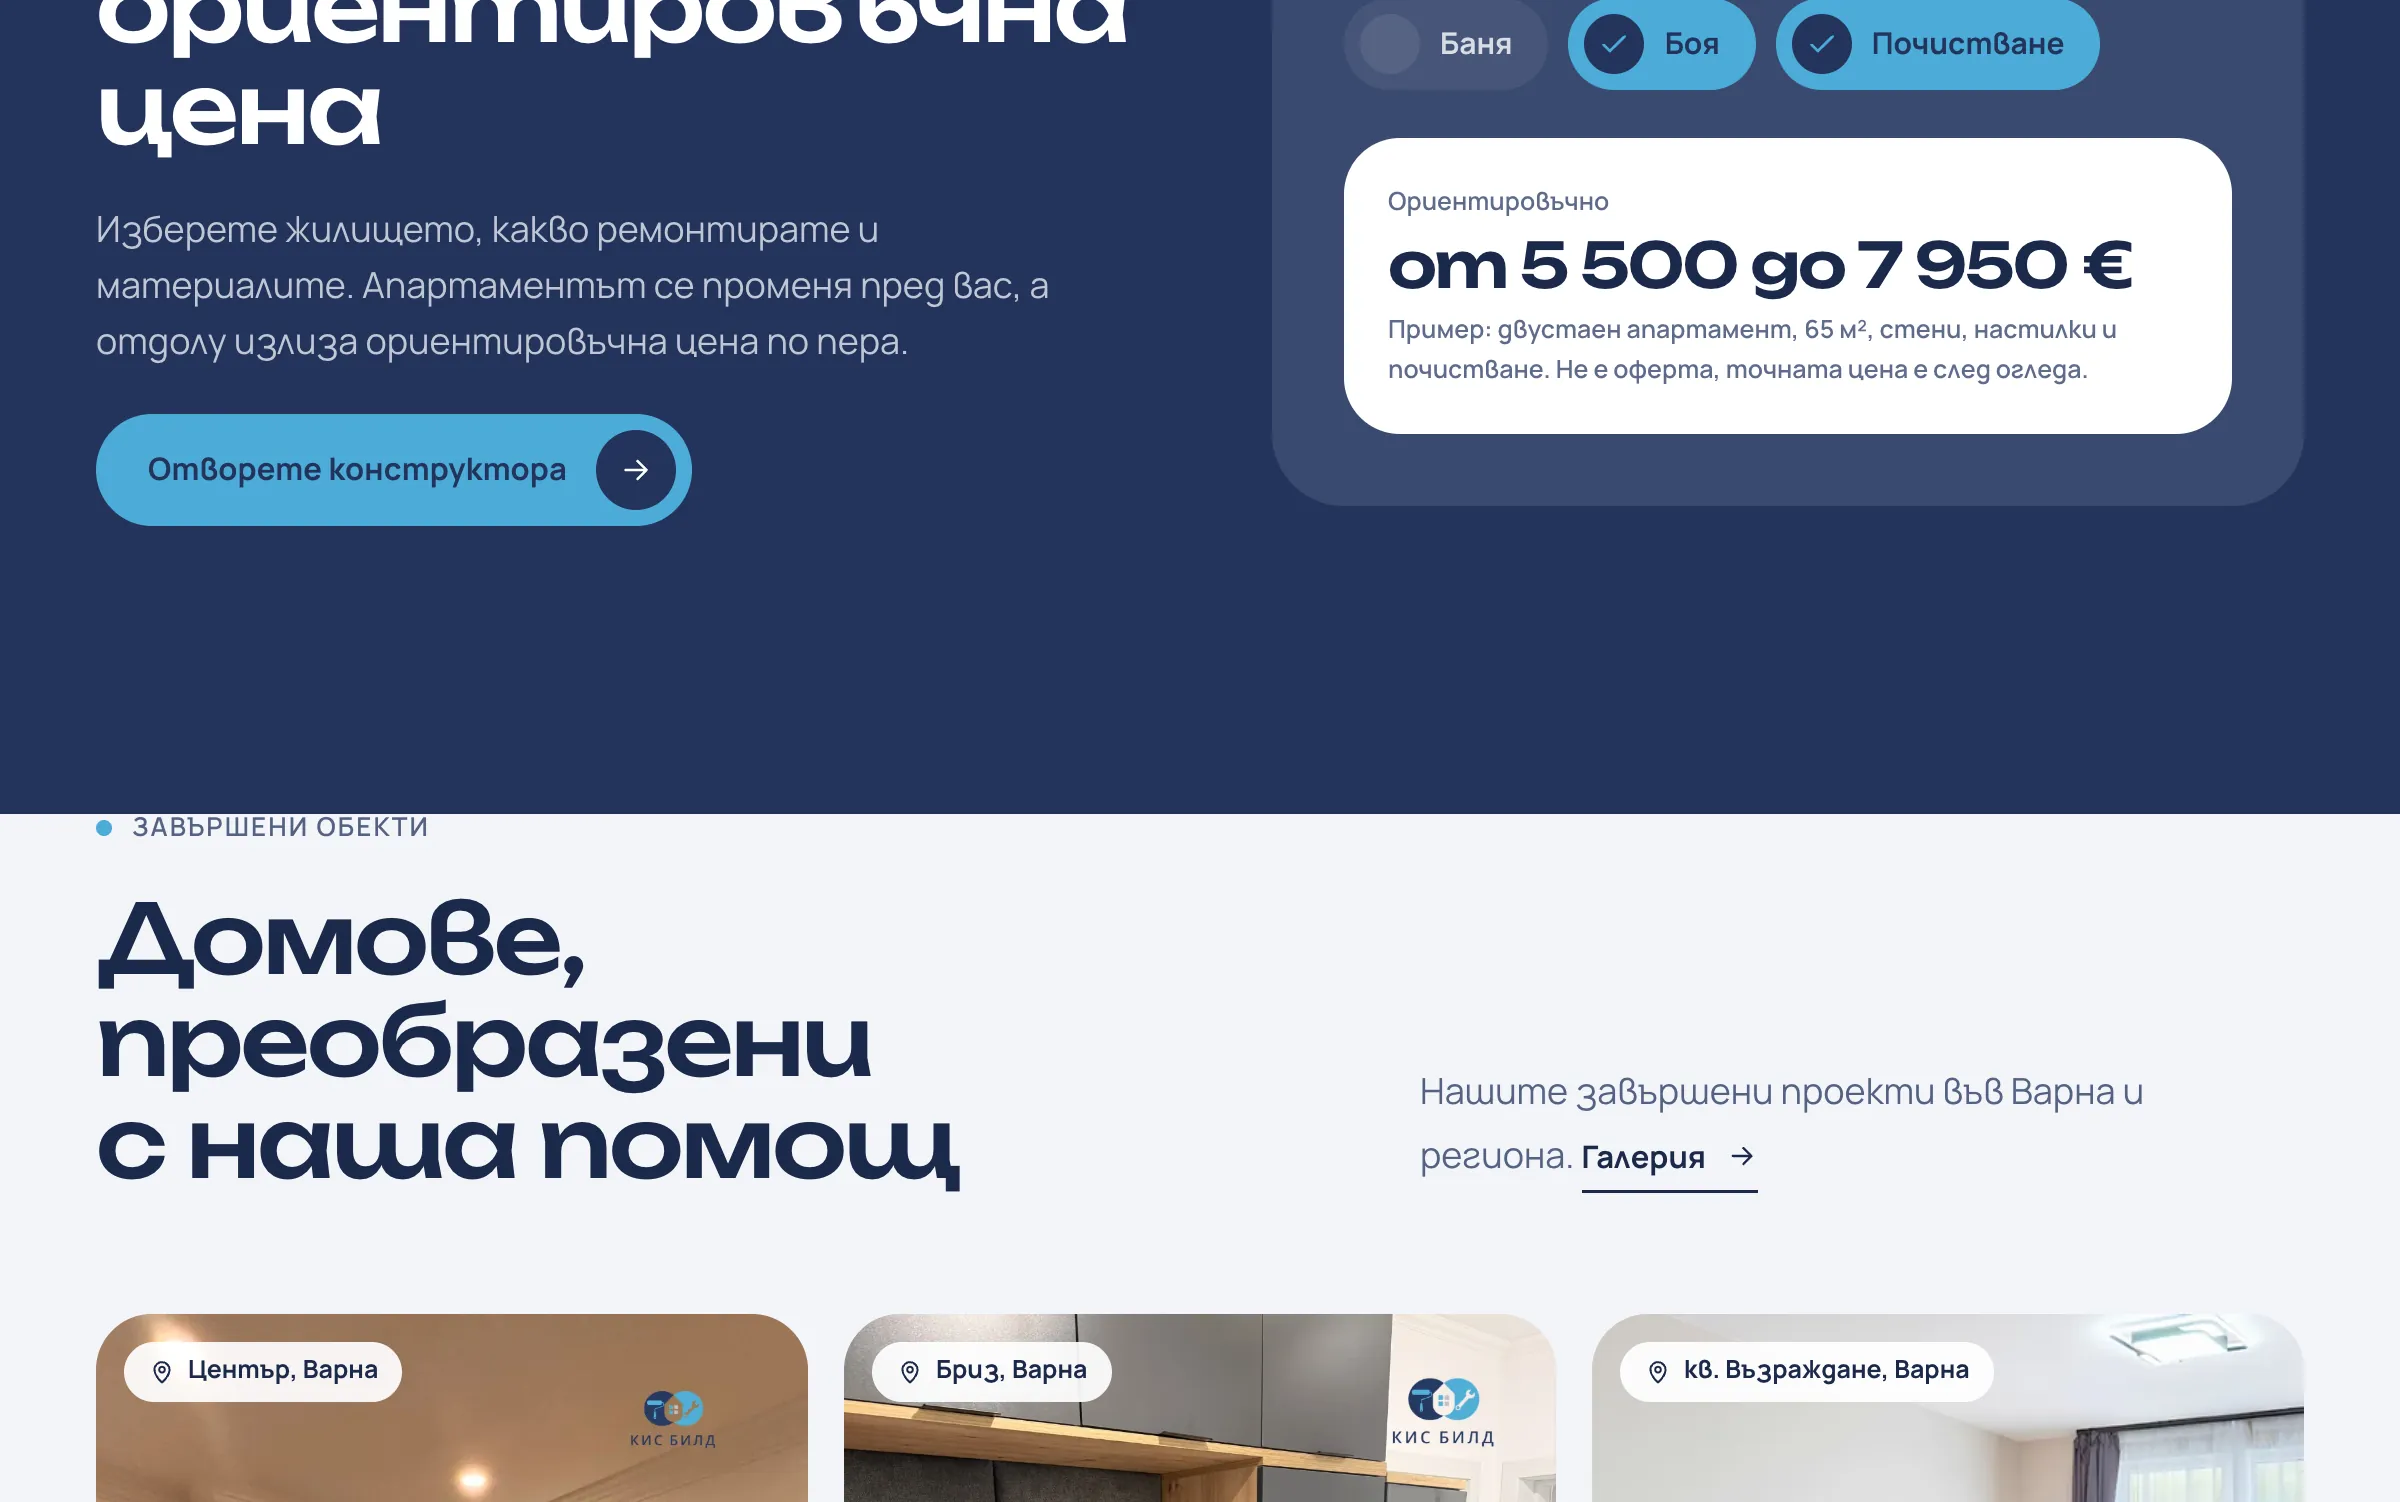 ориентировъчна
цена
Изберете жилището, какво ремонтирате и
материалите. Апартаментът се променя пред вас, а
отдолу излиза ориентировъчна цена по пера.
Отворете конструктора
Баня
Боя
Почистване
Ориентировъчно
от 5 500 до 7 950 €
Пример: двустаен апартамент, 65 м², стени, настилки и
почистване. Не е оферта, точната цена е след огледа.
ЗАВЪРШЕНИ ОБЕКТИ
Домове,
преобразени
с наша помощ
Нашите завършени проекти във Варна и
региона. Галерия
Център, Варна
КИС БИЛД
Бриз, Варна
КИС БИЛД
кв. Възраждане, Варна